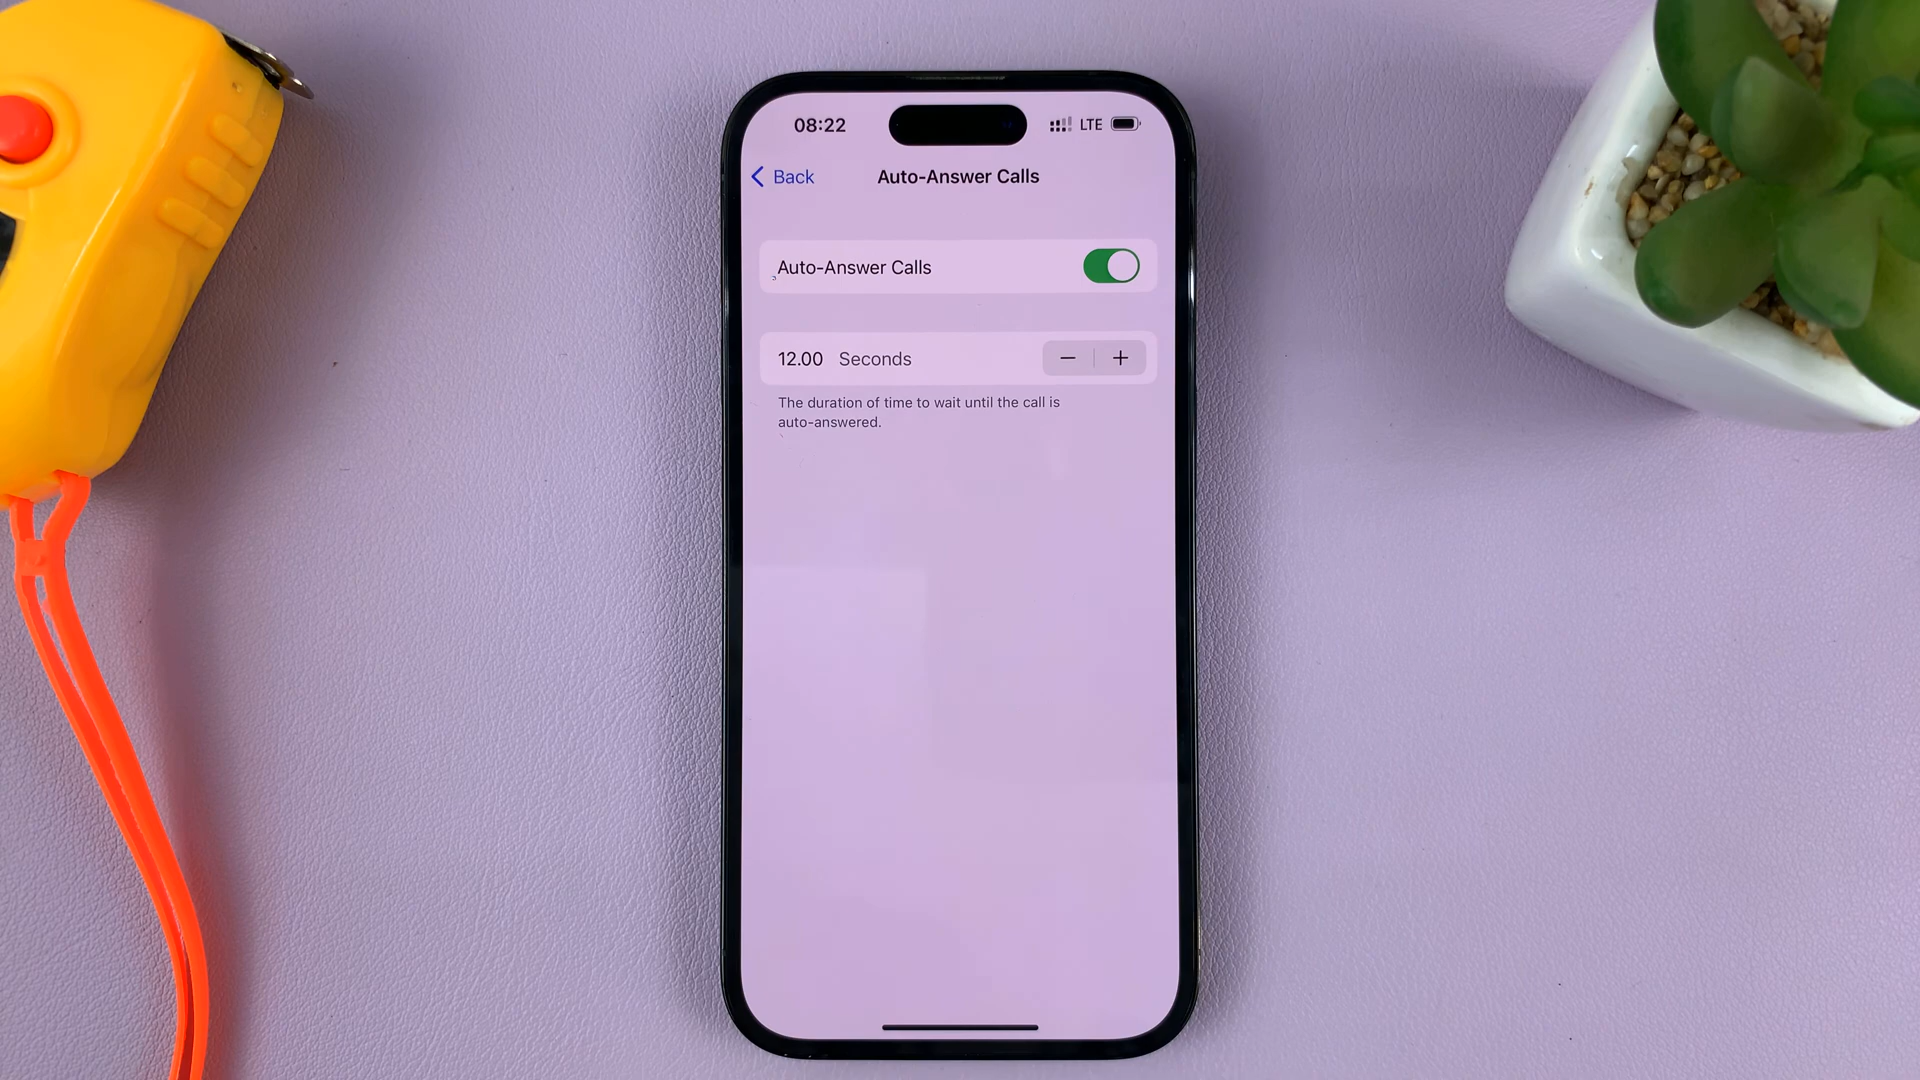 08:22
LTE
Back
Auto-Answer Calls
Auto-Answer Calls
12.00 Seconds
− +
The duration of time to wait until the call is
auto-answered.